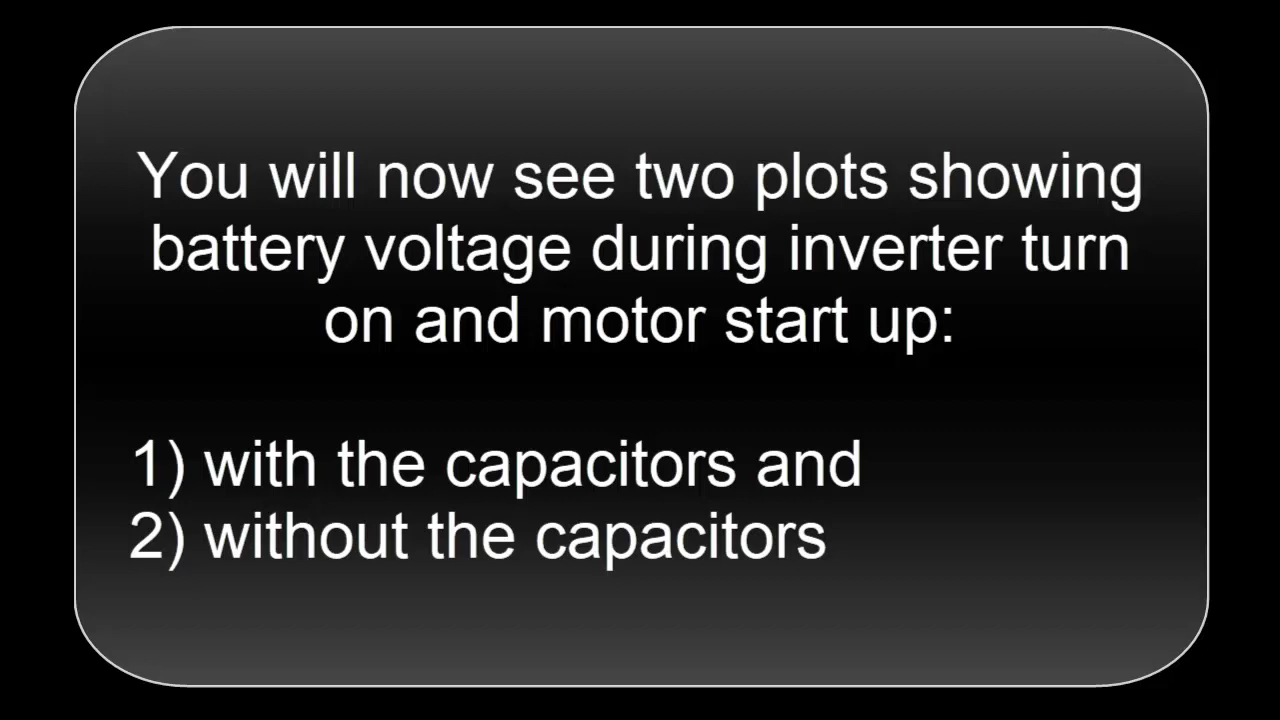 You will now see two plots showing
battery voltage during inverter turn
on and motor start up:
1) with the capacitors and
2) without the capacitors